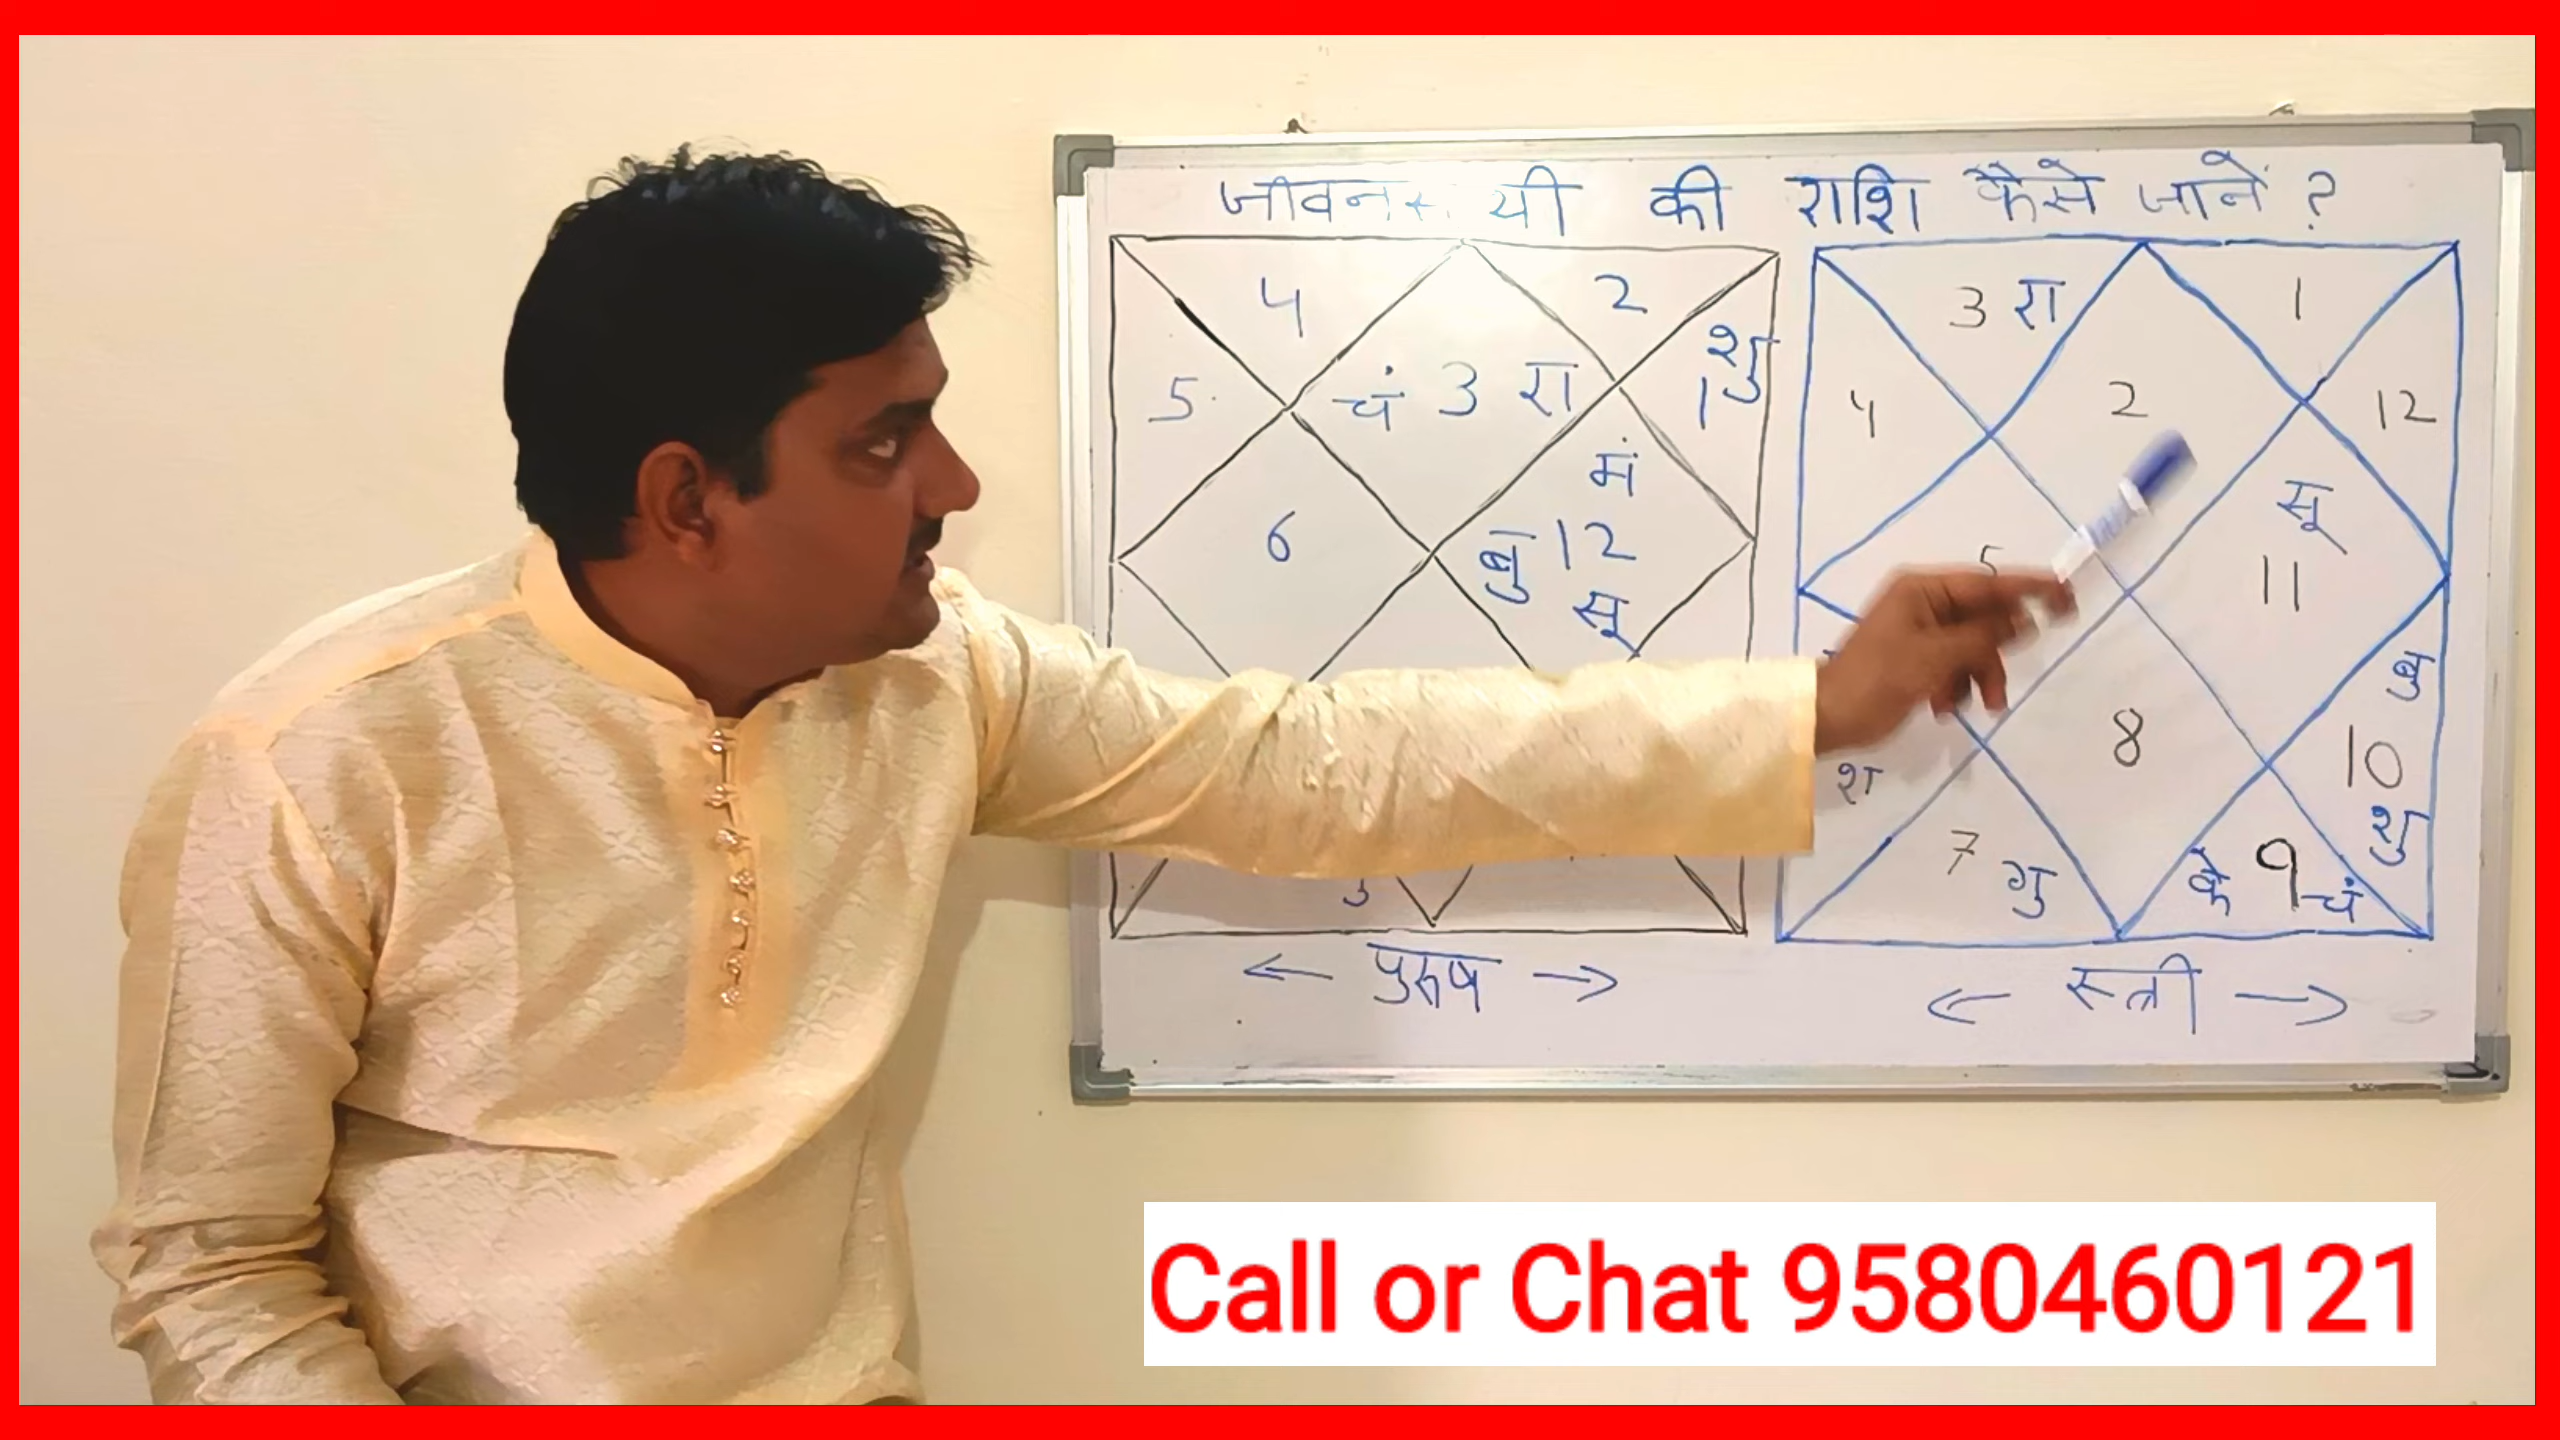 की राशि कैसे जानें ?
4
2
शु
1
5
चं 3 रा
मं
6
बु 12
सू
3 रा
1
4
2
12
सू
11
5
बु
8
10
शु
श
7
गु
के 9 चं
← पुरुष →
← स्त्री →
Call or Chat 9580460121